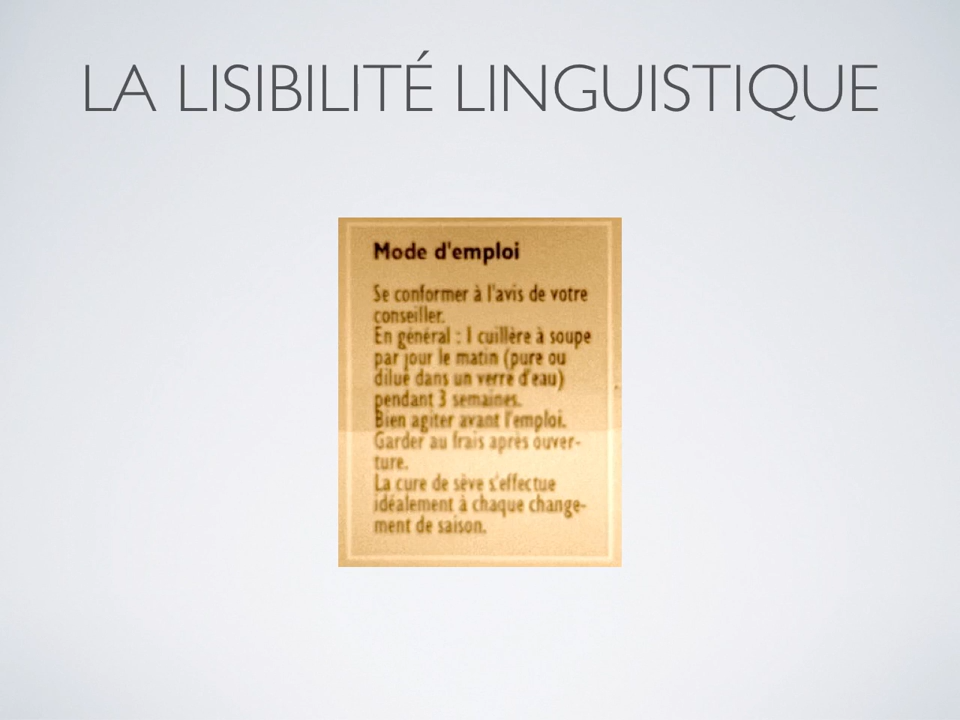 LA LISIBILITÉ LINGUISTIQUE
Mode d'emploi
Se conformer à l'avis de votre
conseiller.
En général : 1 cuillère à soupe
par jour le matin (pure ou
dilué dans un verre d'eau)
pendant 3 semaines.
Bien agiter avant l'emploi.
Garder au frais après ouver-
ture.
La cure de sève s'effectue
idéalement à chaque change-
ment de saison.